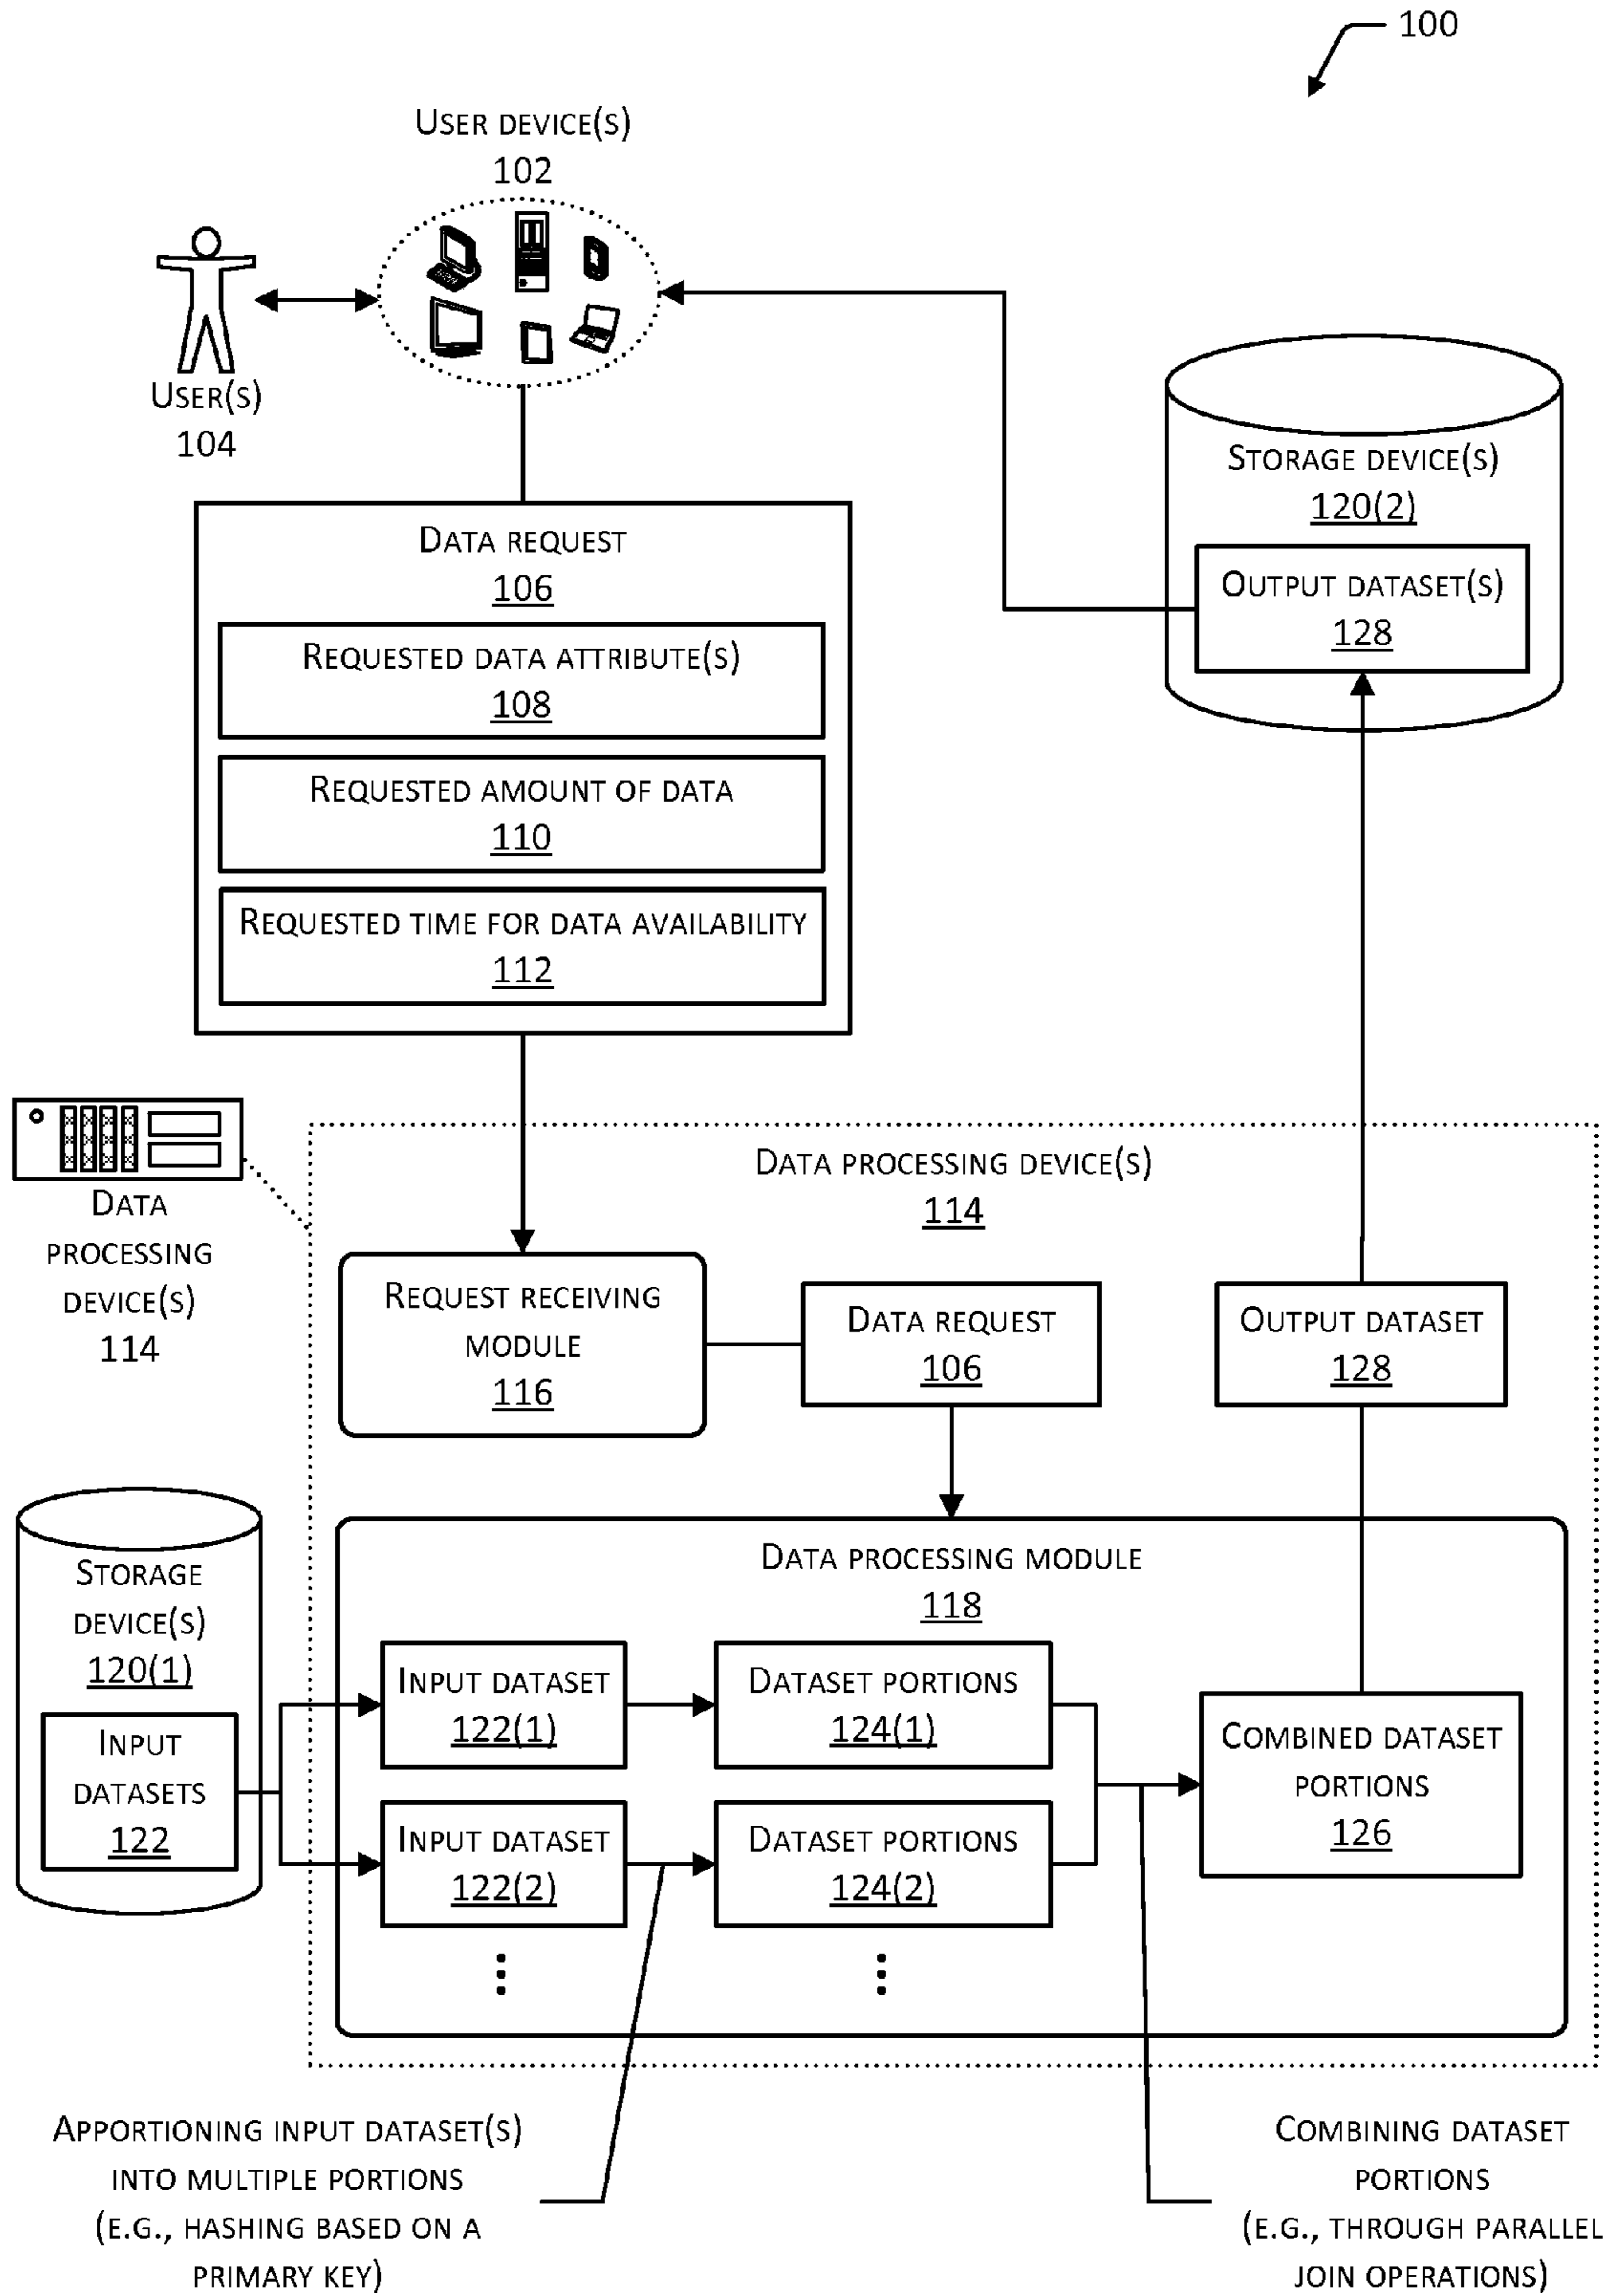 100
User device(s)
102
User(s)
104
Storage device(s)
120(2)
Output dataset(s)
128
Data request
106
Requested data attribute(s)
108
Requested amount of data
110
Requested time for data availability
112
Data
processing
device(s)
114
Data processing device(s)
114
Request receiving
module
116
Data request
106
Output dataset
128
Storage
device(s)
120(1)
Input
datasets
122
Data processing module
118
Input dataset
122(1)
Dataset portions
124(1)
Input dataset
122(2)
Dataset portions
124(2)
Combined dataset
portions
126
Apportioning input dataset(s)
into multiple portions
(e.g., hashing based on a
primary key)
Combining dataset
portions
(e.g., through parallel
join operations)